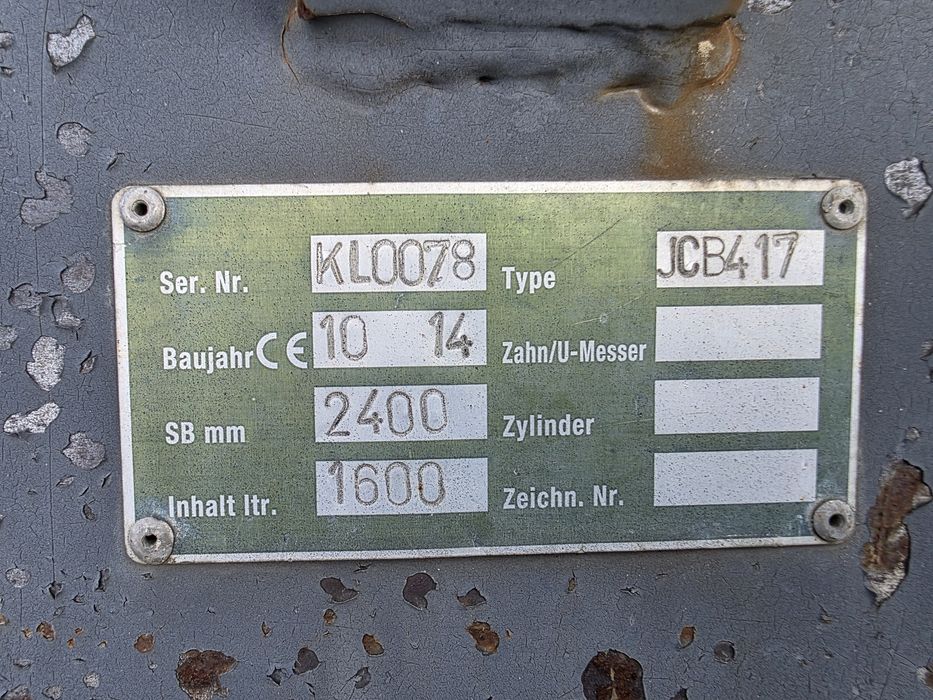 Ser. Nr. KL0078 Type JCB417
Baujahr CE 10 14 Zahn/U-Messer
SB mm 2400 Zylinder
Inhalt ltr. 1600 Zeichn. Nr.